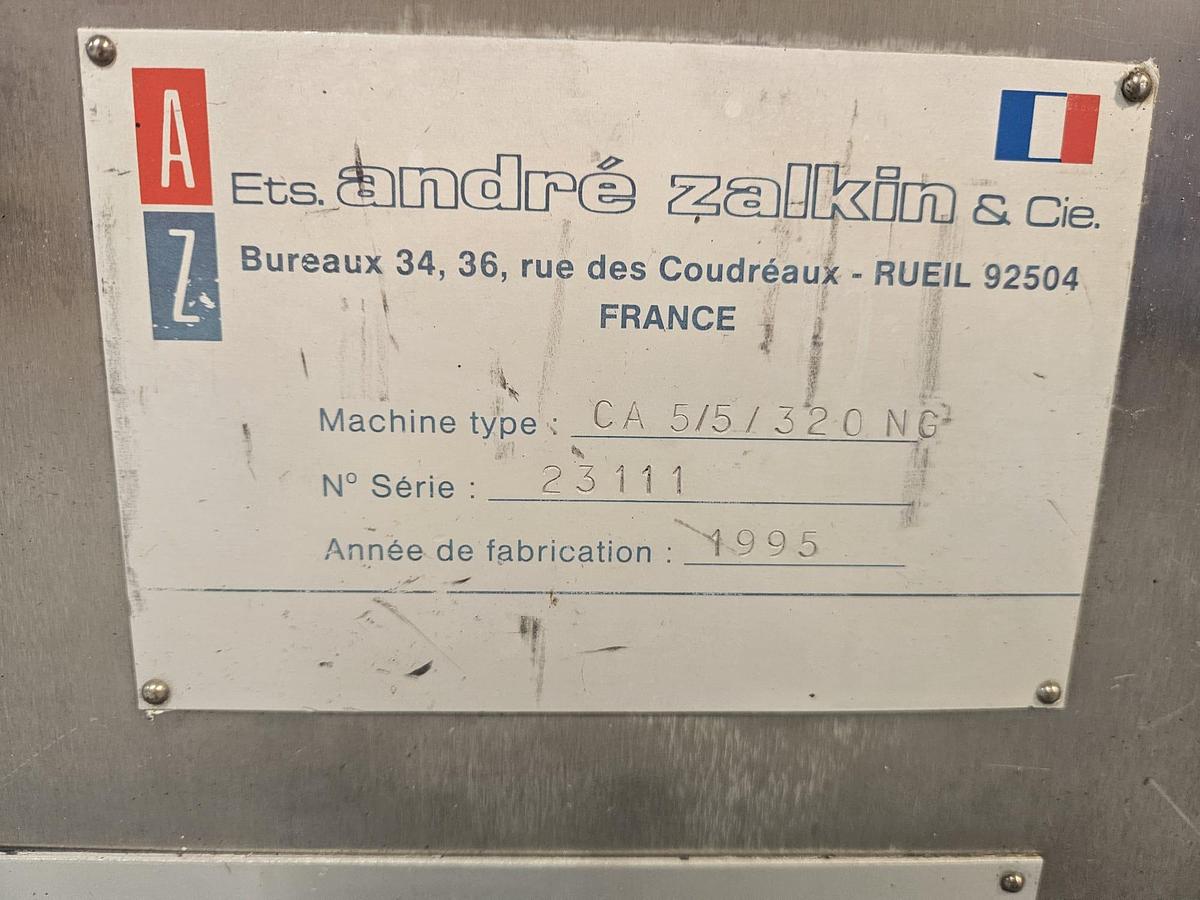 A
Z
Ets. andré zalkin & Cie.
Bureaux 34, 36, rue des Coudréaux - RUEIL 92504
FRANCE
Machine type : CA 5/5/320 NG
N° Série : 23111
Année de fabrication : 1995